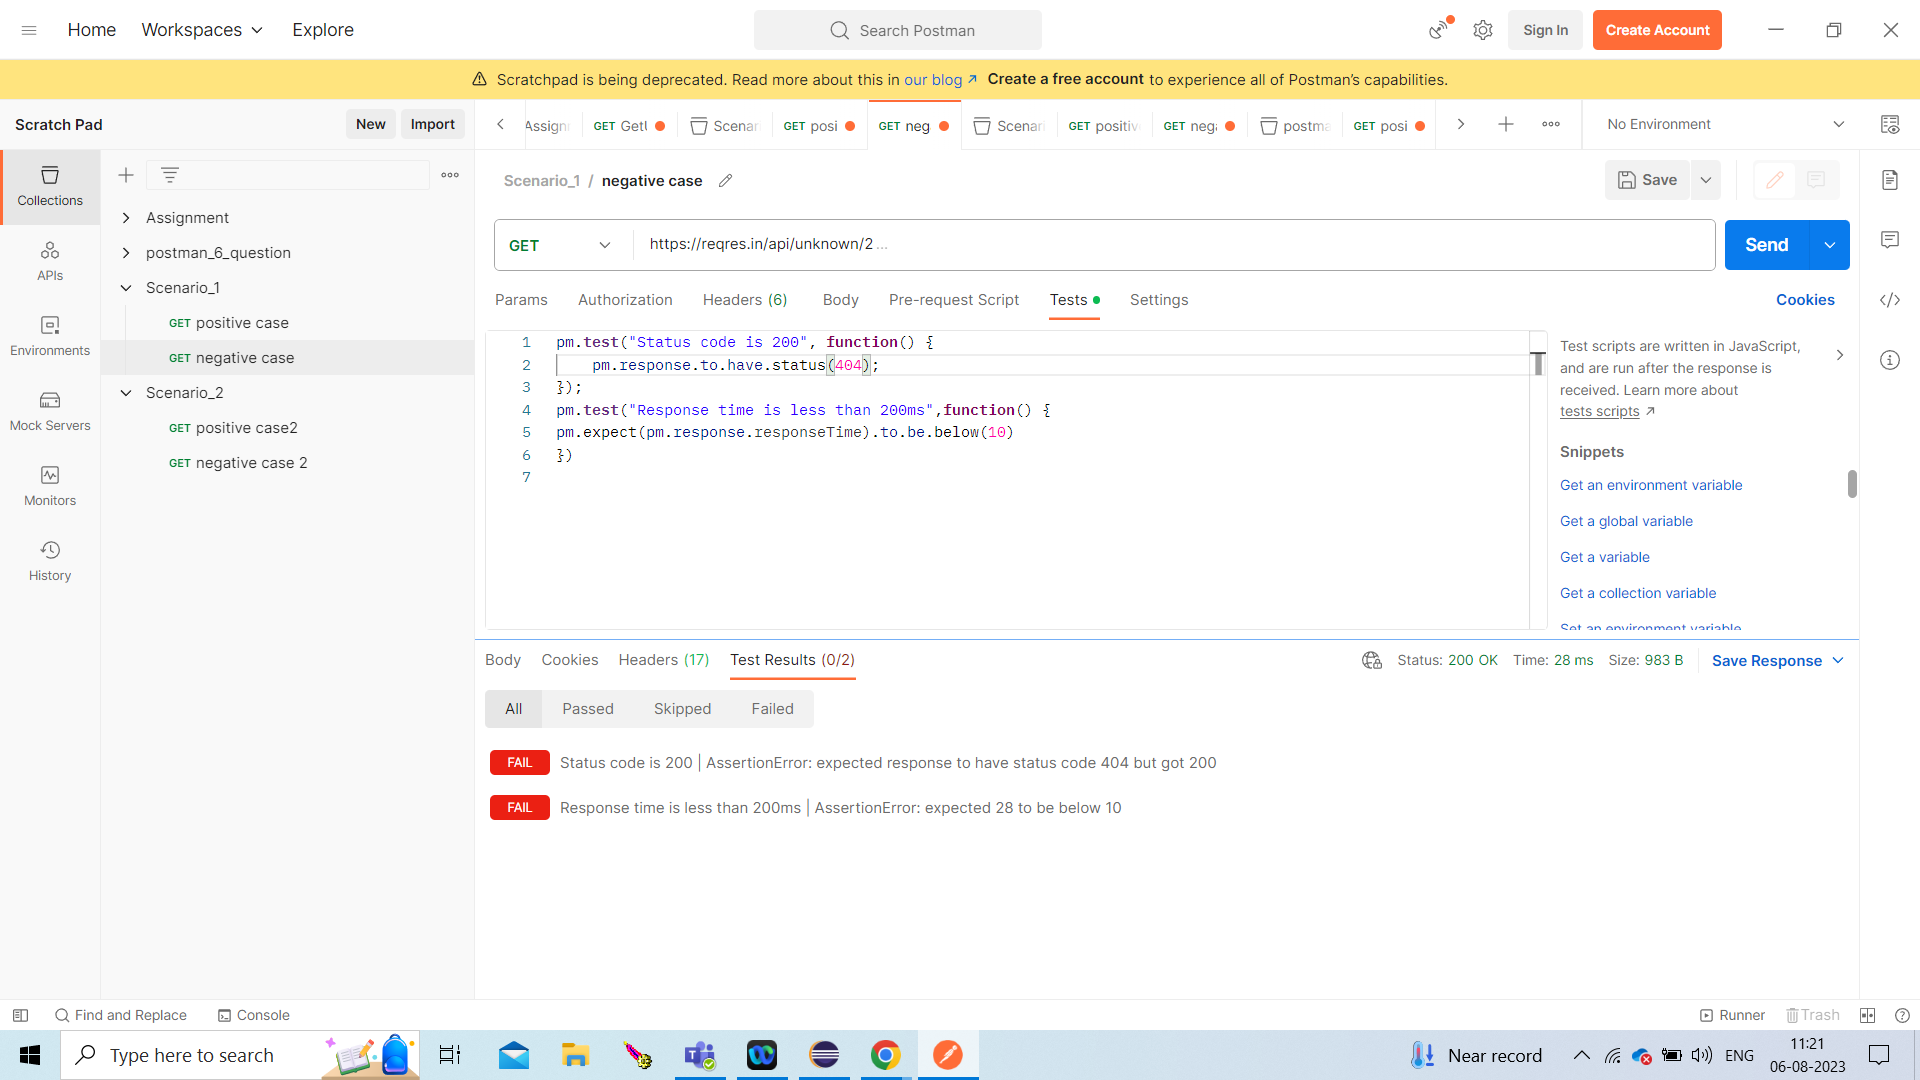 Home Workspaces Explore Search Postman Sign In Create Account
Scratchpad is being deprecated. Read more about this in our blog ↗ Create a free account to experience all of Postman's capabilities.
Scratch Pad New Import
Assign GET Get GET posi GET neg Scenar GET positiv GET neg postma GET posi No Environment
Collections
APIs
Environments
Mock Servers
Monitors
History
Assignment
postman_6_question
Scenario_1
GET positive case
GET negative case
Scenario_2
GET positive case2
GET negative case 2
Scenario_1 / negative case Save
GET https://reqres.in/api/unknown/2 ... Send
Params Authorization Headers (6) Body Pre-request Script Tests Settings Cookies
1 pm.test("Status code is 200", function() {
2 pm.response.to.have.status(404);
3 });
4 pm.test("Response time is less than 200ms",function() {
5 pm.expect(pm.response.responseTime).to.be.below(10)
6 })
7
Test scripts are written in JavaScript,
and are run after the response is
received. Learn more about
tests scripts ↗
Snippets
Get an environment variable
Get a global variable
Get a variable
Get a collection variable
Set an environment variable
Body Cookies Headers (17) Test Results (0/2) Status: 200 OK Time: 28 ms Size: 983 B Save Response
All Passed Skipped Failed
FAIL Status code is 200 | AssertionError: expected response to have status code 404 but got 200
FAIL Response time is less than 200ms | AssertionError: expected 28 to be below 10
Find and Replace Console Runner Trash
Type here to search Near record ENG 11:21
06-08-2023